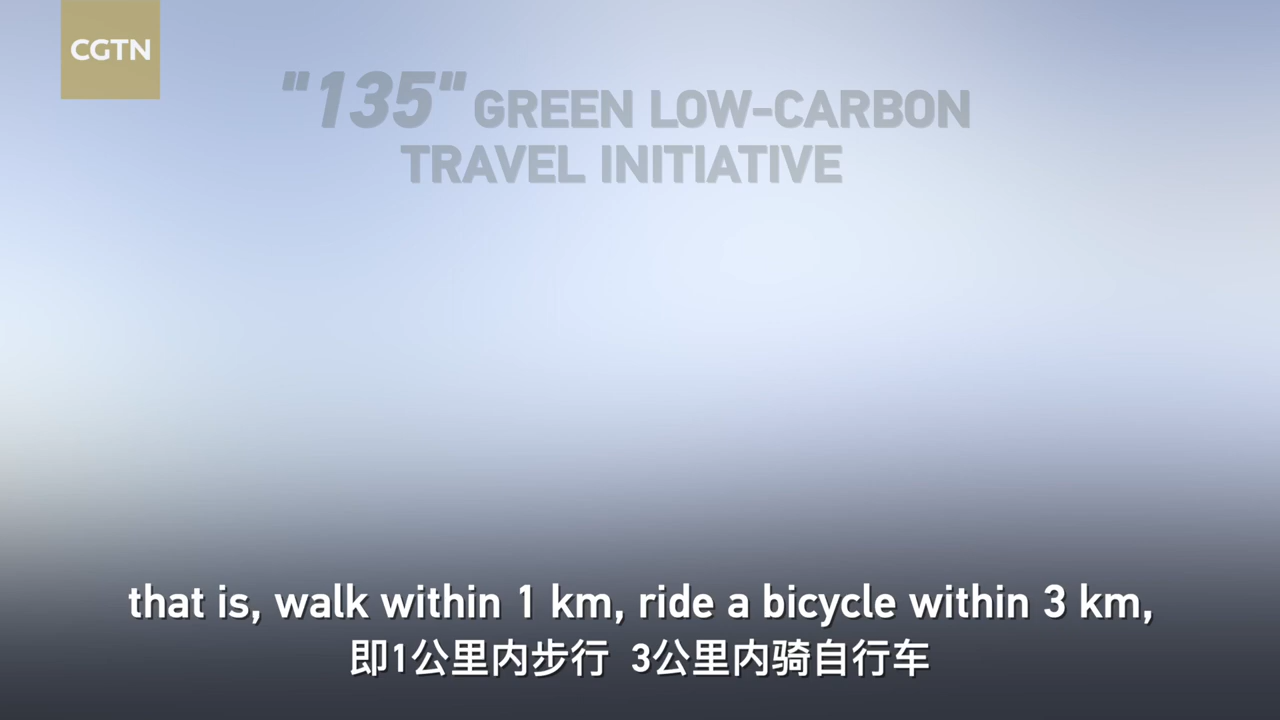 CGTN
"135" GREEN LOW-CARBON
TRAVEL INITIATIVE
that is, walk within 1 km, ride a bicycle within 3 km,
即1公里内步行 3公里内骑自行车